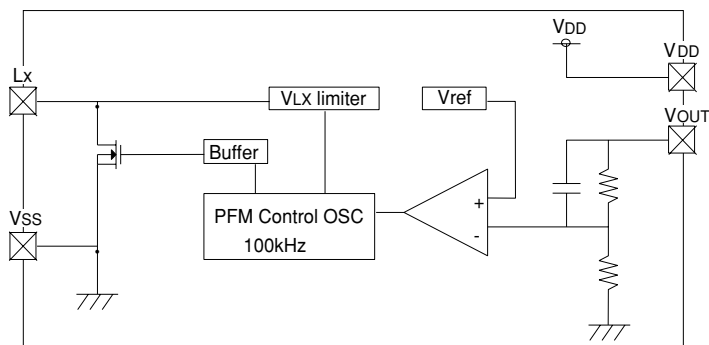 VDD
Lx
VDD
VLX limiter
Vref
VOUT
Buffer
VSS
PFM Control OSC
100kHz
+
-